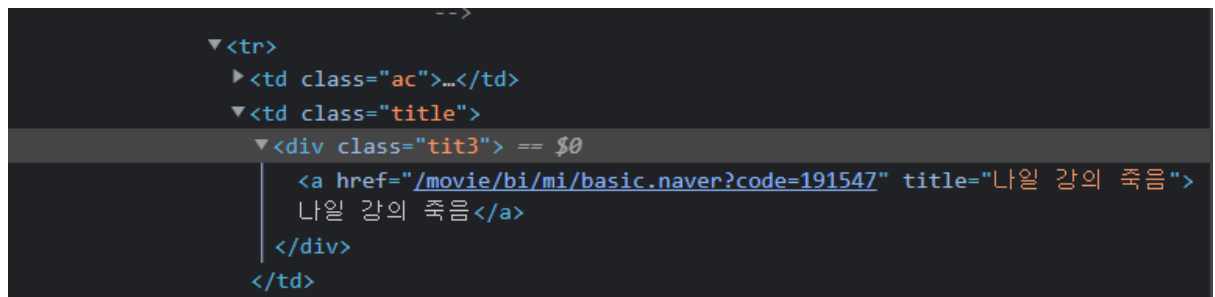 -->
▼<tr>
▶<td class="ac">…</td>
▼<td class="title">
▼<div class="tit3"> == $0
<a href="/movie/bi/mi/basic.naver?code=191547" title="나일 강의 죽음">
나일 강의 죽음</a>
</div>
</td>